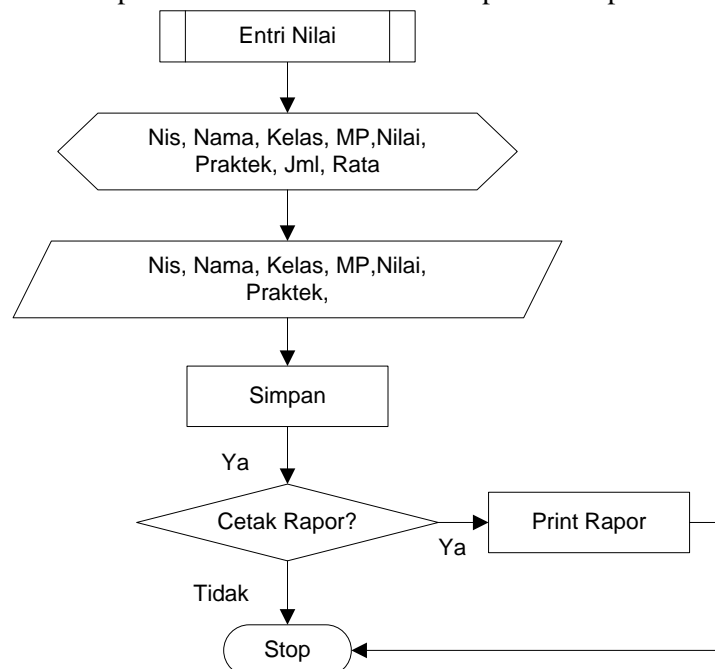 Entri Nilai
Nis, Nama, Kelas, MP,Nilai,
Praktek, Jml, Rata
Nis, Nama, Kelas, MP,Nilai,
Praktek,
Simpan
Ya
Cetak Rapor?
Ya
Print Rapor
Tidak
Stop